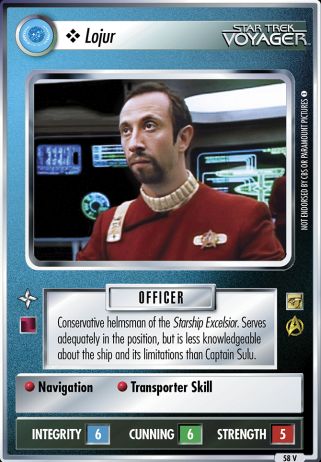 ❖ Lojur
STAR TREK
VOYAGER
NOT ENDORSED BY CBS OR PARAMOUNT PICTURES
OFFICER
Conservative helmsman of the Starship Excelsior. Serves
adequately in the position, but is less knowledgeable
about the ship and its limitations than Captain Sulu.
Navigation
Transporter Skill
INTEGRITY 6 CUNNING 6 STRENGTH 5
58 V